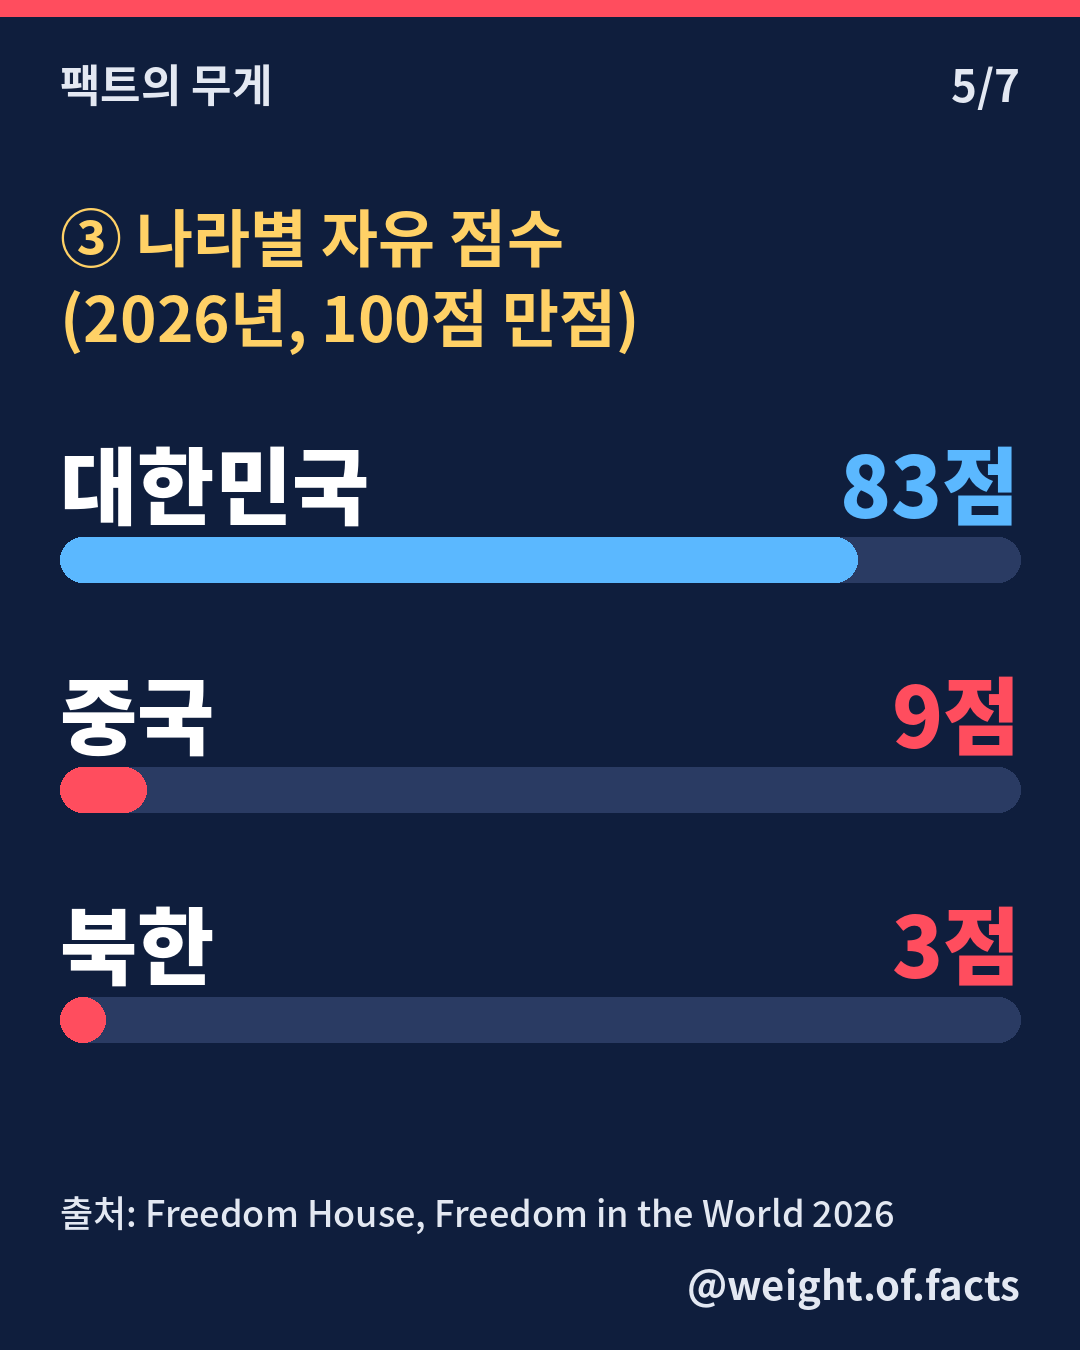 팩트의 무게
5/7
③ 나라별 자유 점수
(2026년, 100점 만점)
대한민국 83점
중국 9점
북한 3점
출처: Freedom House, Freedom in the World 2026
@weight.of.facts